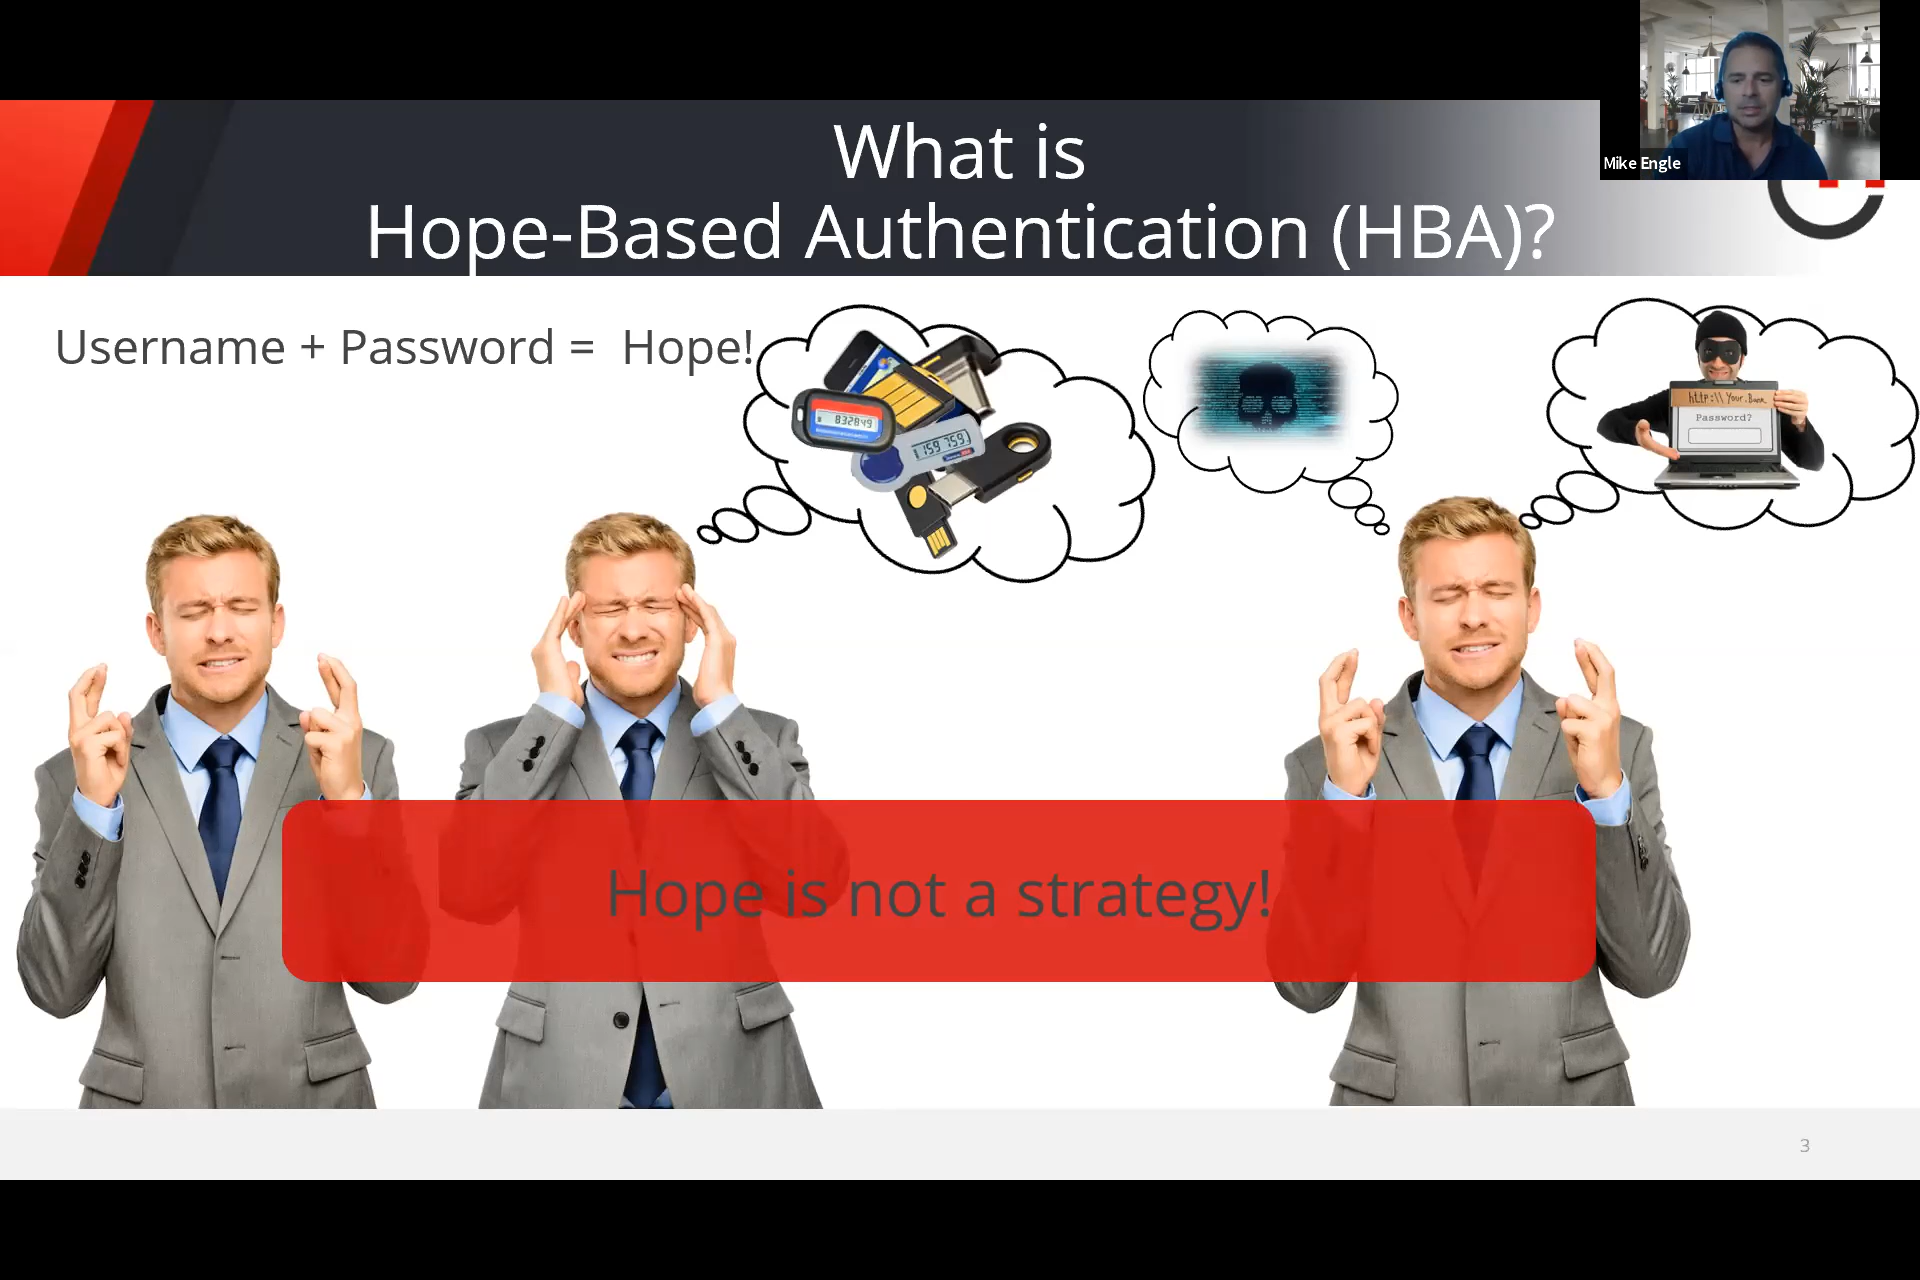 Mike Engle
What is
Hope-Based Authentication (HBA)?
Username + Password = Hope!
832849
159 759
http:\\Your.Bank
Password?
Hope is not a strategy!
3